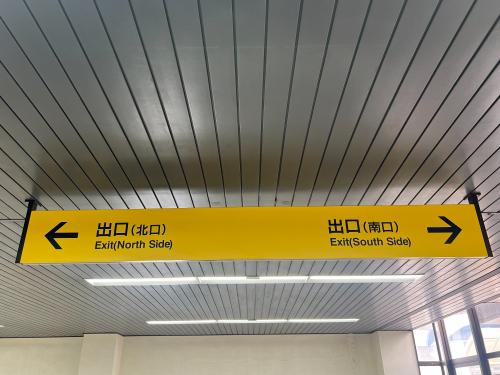 ← 出口(北口)
Exit(North Side)
出口(南口) →
Exit(South Side)